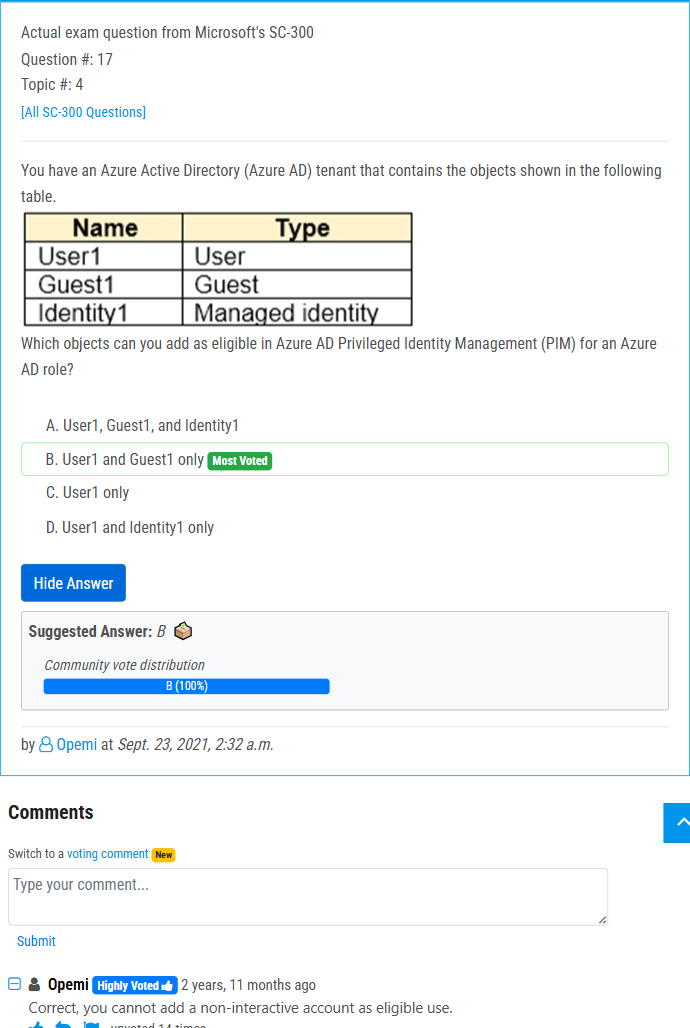 Actual exam question from Microsoft's SC-300
Question #: 17
Topic #: 4
[All SC-300 Questions]
You have an Azure Active Directory (Azure AD) tenant that contains the objects shown in the following
table.
Name Type
User1 User
Guest1 Guest
Identity1 Managed identity
Which objects can you add as eligible in Azure AD Privileged Identity Management (PIM) for an Azure
AD role?
A. User1, Guest1, and Identity1
B. User1 and Guest1 only Most Voted
C. User1 only
D. User1 and Identity1 only
Hide Answer
Suggested Answer: B
Community vote distribution
B (100%)
by Opemi at Sept. 23, 2021, 2:32 a.m.
Comments
Switch to a voting comment New
Type your comment...
Submit
Opemi Highly Voted 2 years, 11 months ago
Correct, you cannot add a non-interactive account as eligible use.
upvoted 14 times